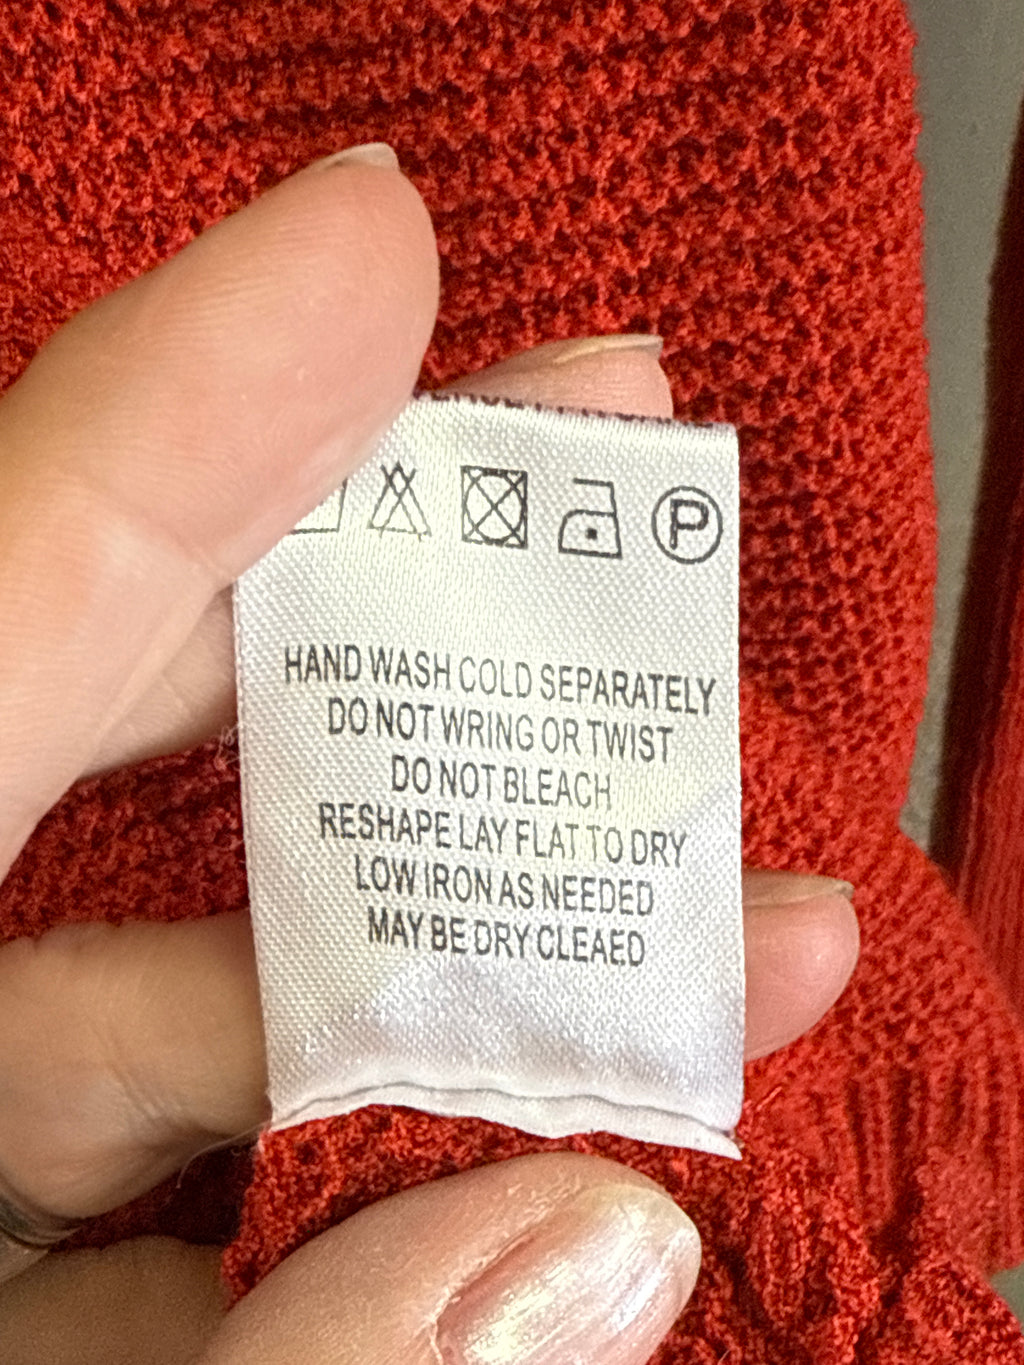 P
HAND WASH COLD SEPARATELY
DO NOT WRING OR TWIST
DO NOT BLEACH
RESHAPE LAY FLAT TO DRY
LOW IRON AS NEEDED
MAY BE DRY CLEAED